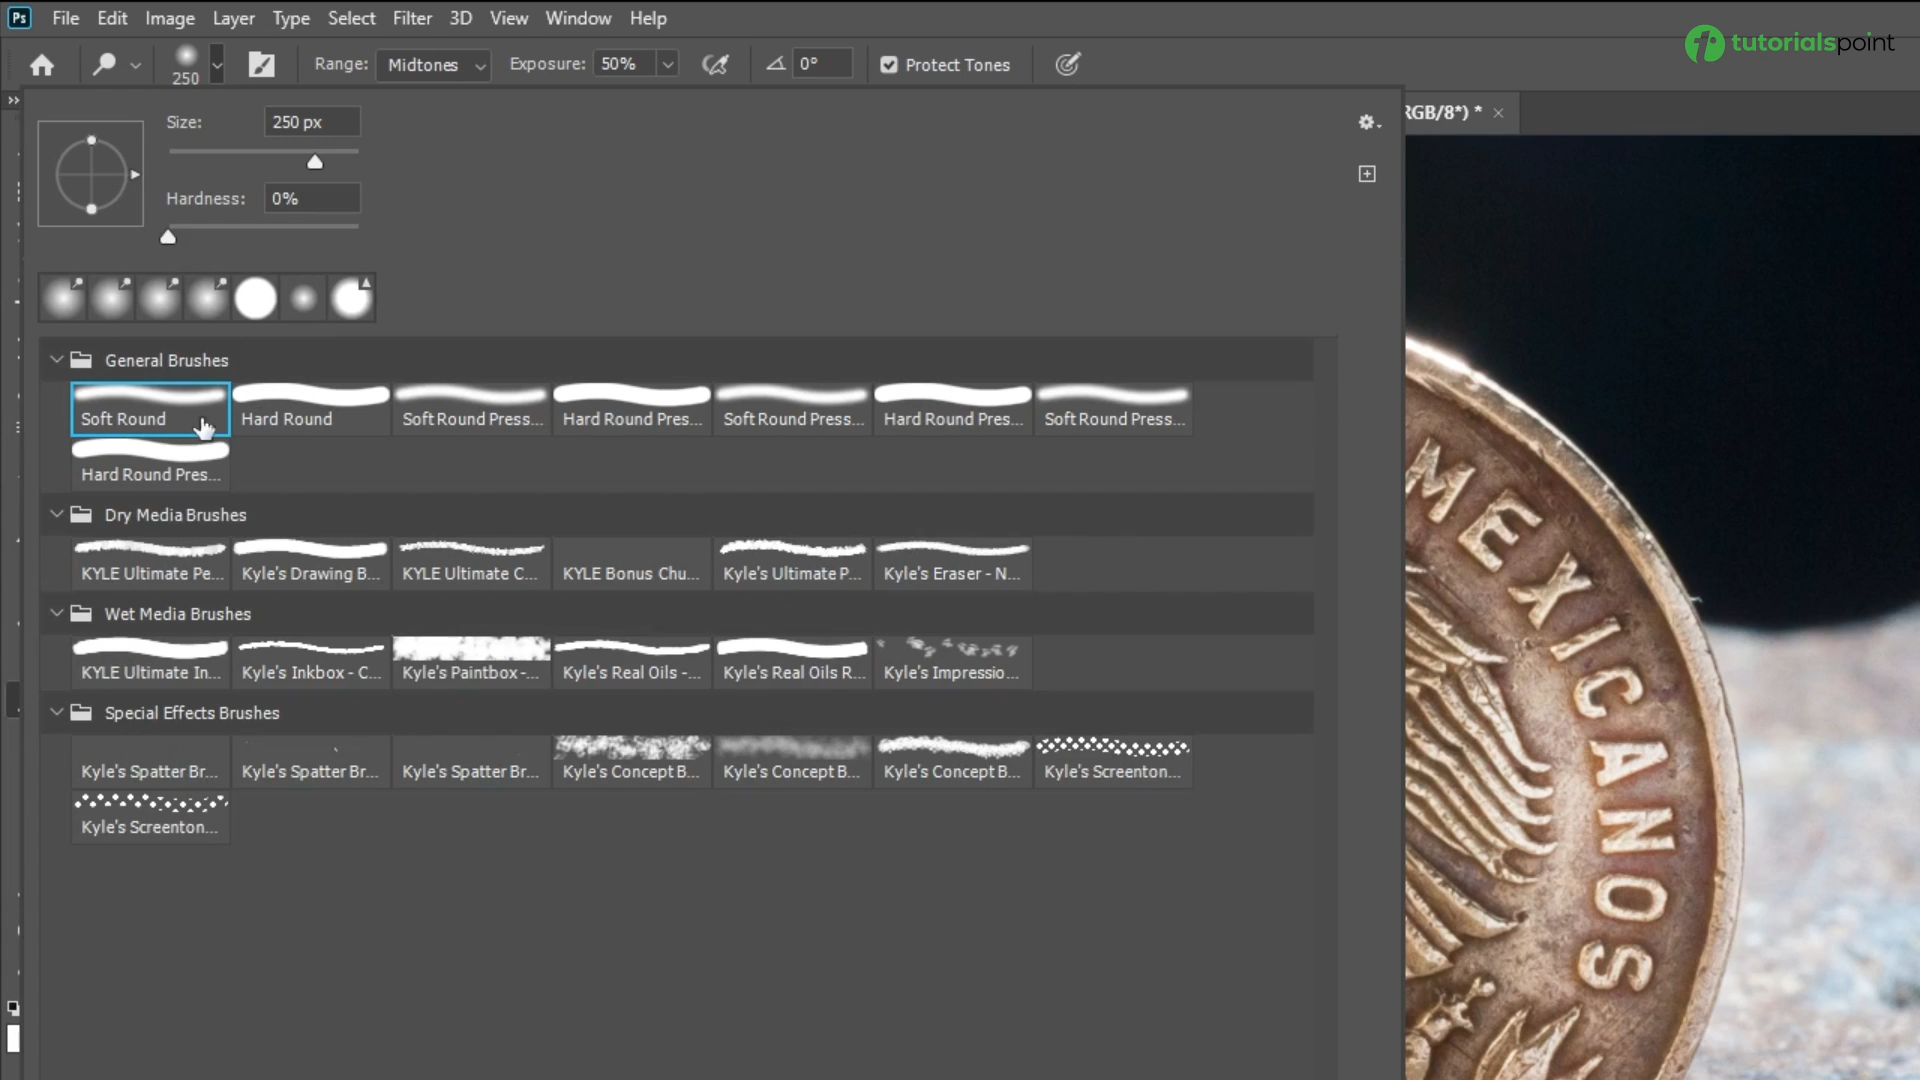 Ps File Edit Image Layer Type Select Filter 3D View Window Help
tutorialspoint
250 Range: Midtones Exposure: 50% 0° Protect Tones
Size: 250 px
RGB/8*) * ×
Hardness: 0%
General Brushes
Soft Round Hard Round Soft Round Press... Hard Round Pres... Soft Round Press... Hard Round Pres... Soft Round Press...
Hard Round Pres...
Dry Media Brushes
KYLE Ultimate Pe... Kyle's Drawing B... KYLE Ultimate C... KYLE Bonus Chu... Kyle's Ultimate P... Kyle's Eraser - N...
Wet Media Brushes
KYLE Ultimate In... Kyle's Inkbox - C... Kyle's Paintbox -... Kyle's Real Oils -... Kyle's Real Oils R... Kyle's Impressio...
Special Effects Brushes
Kyle's Spatter Br... Kyle's Spatter Br... Kyle's Spatter Br... Kyle's Concept B... Kyle's Concept B... Kyle's Concept B... Kyle's Screenton...
Kyle's Screenton...
MEXICANOS